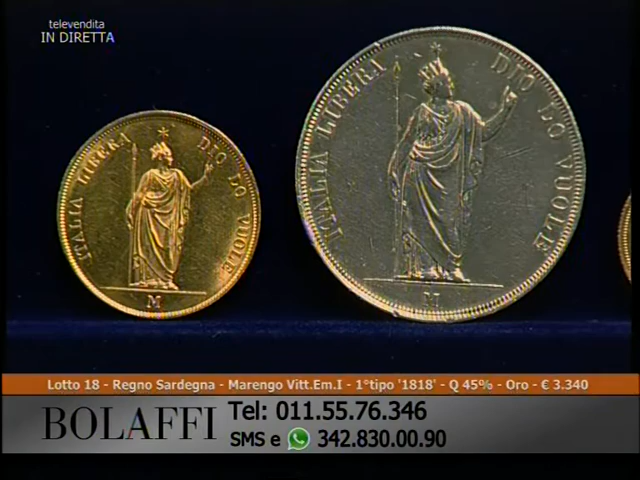 televendita
IN DIRETTA
ITALIA LIBERA DIO LO VUOLE
M
ITALIA LIBERA DIO LO VUOLE
M
Lotto 18 - Regno Sardegna - Marengo Vitt.Em.I - 1°tipo '1818' - Q 45% - Oro - € 3.340
BOLAFFI
Tel: 011.55.76.346
SMS e 342.830.00.90